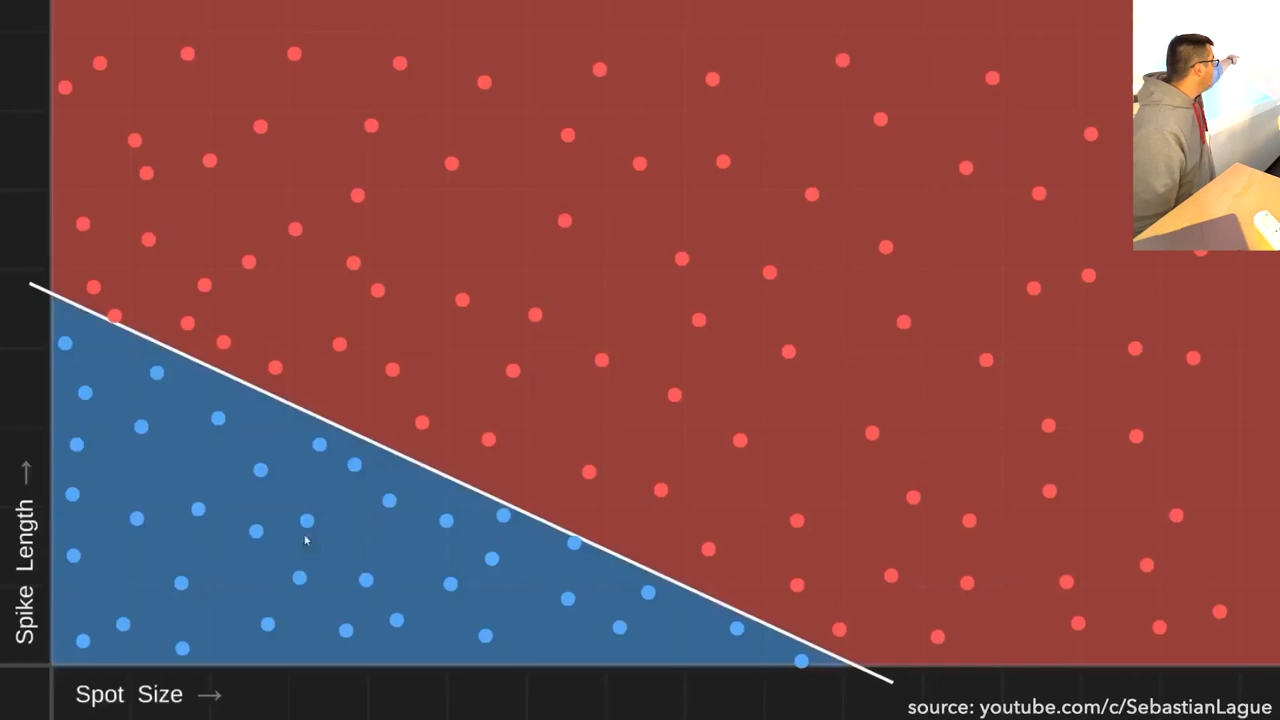 Spike Length →
Spot Size →
source: youtube.com/c/SebastianLague